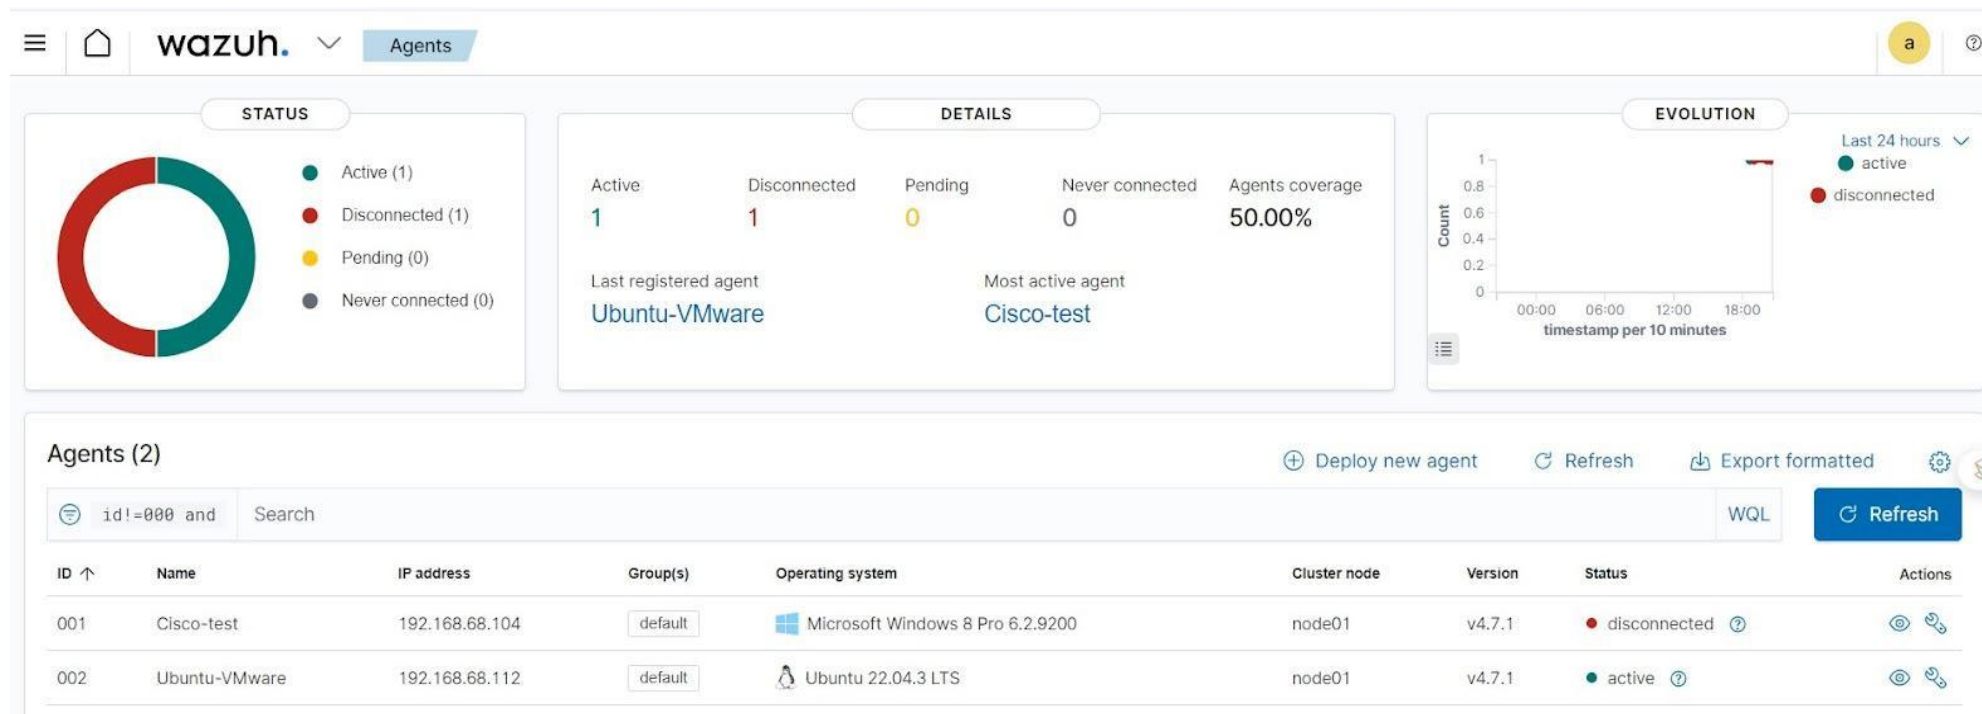 wazuh. Agents a
STATUS
Active (1)
Disconnected (1)
Pending (0)
Never connected (0)
DETAILS
Active Disconnected Pending Never connected Agents coverage
1 1 0 0 50.00%
Last registered agent Most active agent
Ubuntu-VMware Cisco-test
EVOLUTION
Last 24 hours
active
disconnected
1
0.8
0.6
0.4
0.2
0
Count
00:00 06:00 12:00 18:00
timestamp per 10 minutes
Agents (2) Deploy new agent Refresh Export formatted
id!=000 and Search WQL Refresh
ID Name IP address Group(s) Operating system Cluster node Version Status Actions
001 Cisco-test 192.168.68.104 default Microsoft Windows 8 Pro 6.2.9200 node01 v4.7.1 disconnected
002 Ubuntu-VMware 192.168.68.112 default Ubuntu 22.04.3 LTS node01 v4.7.1 active